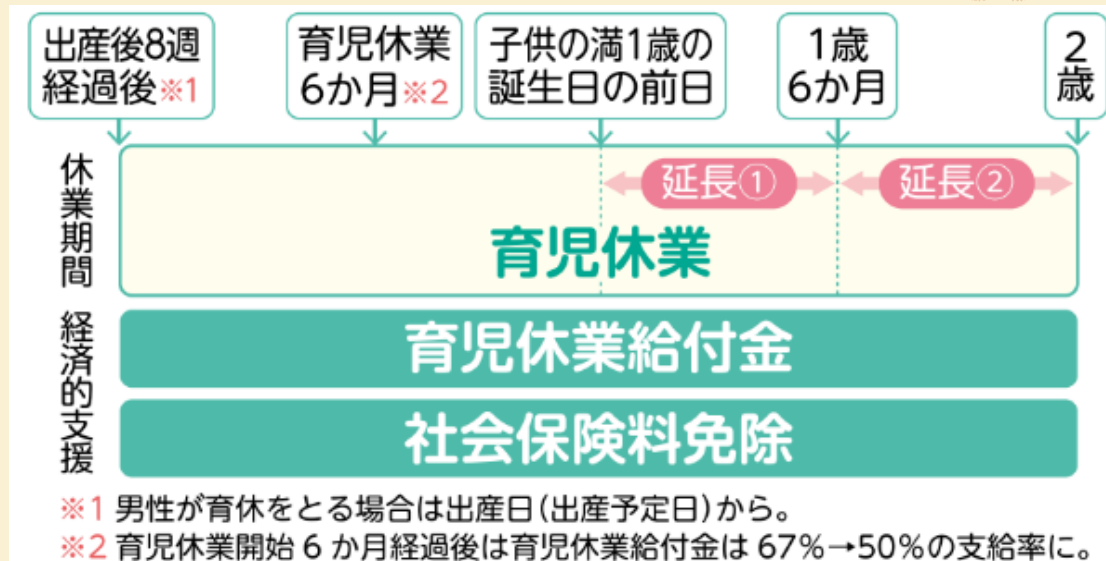 出産後8週
経過後※1
育児休業
6か月※2
子供の満1歳の
誕生日の前日
1歳
6か月
2
歳
休業期間
延長①
延長②
育児休業
経済的支援
育児休業給付金
社会保険料免除
※1 男性が育休をとる場合は出産日(出産予定日)から。
※2 育児休業開始 6 か月経過後は育児休業給付金は 67%→50%の支給率に。